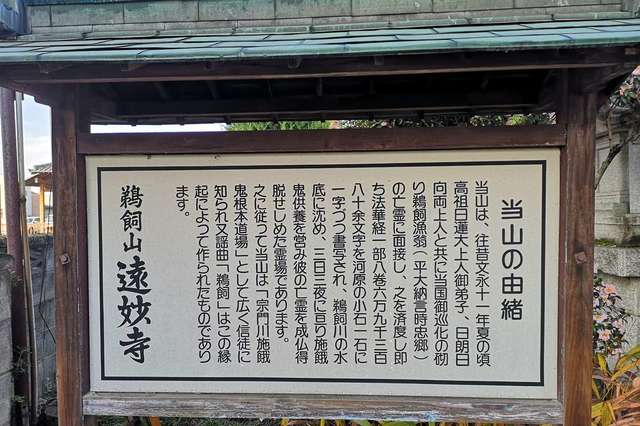 当山の由緒
当山は、往昔文永十一年夏の頃
高祖日蓮大上人御弟子、日朗日
向両上人と共に当国御巡化の砌
り鵜飼漁翁（平大納言時忠郷）
の亡霊に面接し、之を済度し即
ち法華経一部八巻六万九千三百
八十余文字を河原の小石一石に
一字づつ書写され、鵜飼川の水
底に沈め、三日三夜に亘り施餓
鬼供養を営み彼の亡霊を成仏得
脱せしめた霊場であります。
之に従って当山は「宗門川施餓
鬼根本道場」として広く信徒に
知られ又謡曲「鵜飼」はこの縁
起によって作られたものであり
ます。
鵜飼山遠妙寺